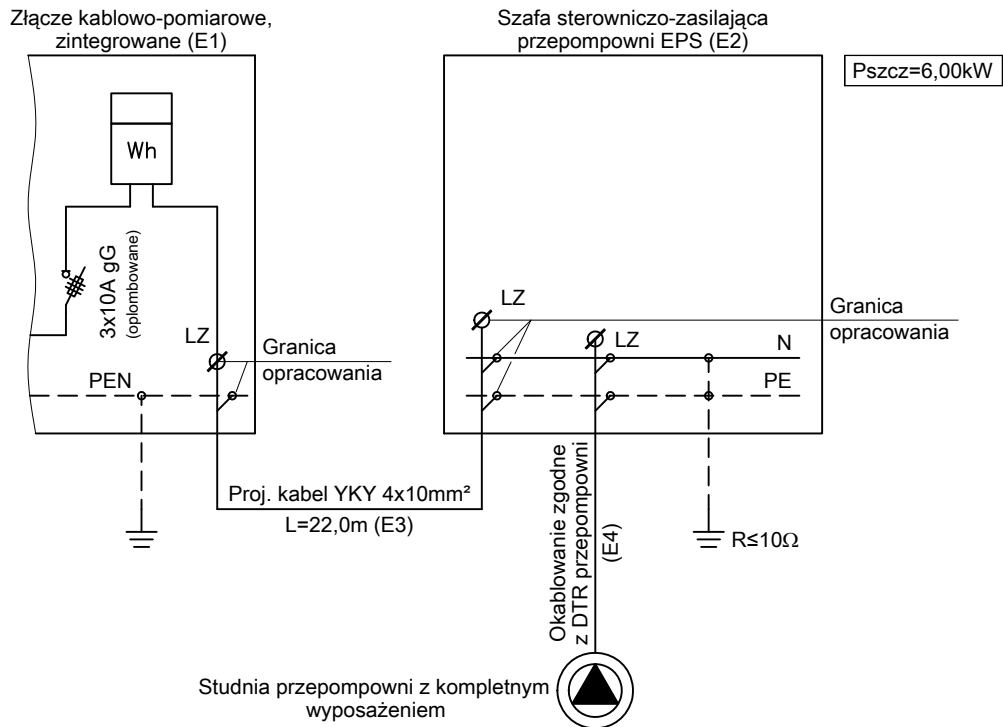 Złącze kablowo-pomiarowe,
zintegrowane (E1)
Szafa sterowniczo-zasilająca
przepompowni EPS (E2)
Pszcz=6,00kW
Wh
3x10A gG
(oplombowane)
LZ
Granica
opracowania
PEN
LZ
LZ
Granica
opracowania
N
PE
Proj. kabel YKY 4x10mm²
L=22,0m (E3)
Okablowanie zgodne
z DTR przepompowni
(E4)
R≤10Ω
Studnia przepompowni z kompletnym
wyposażeniem